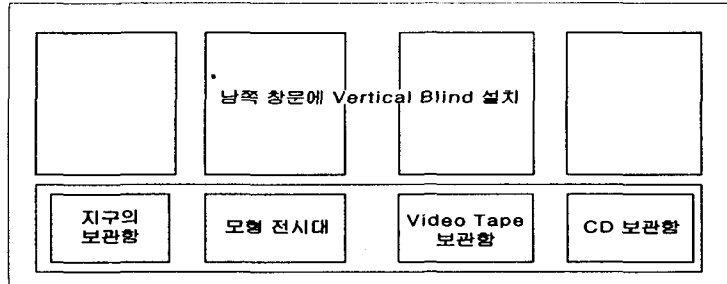 남쪽 창문에 Vertical Blind 설치
지구의
보관함
모형 전시대
Video Tape
보관함
CD 보관함